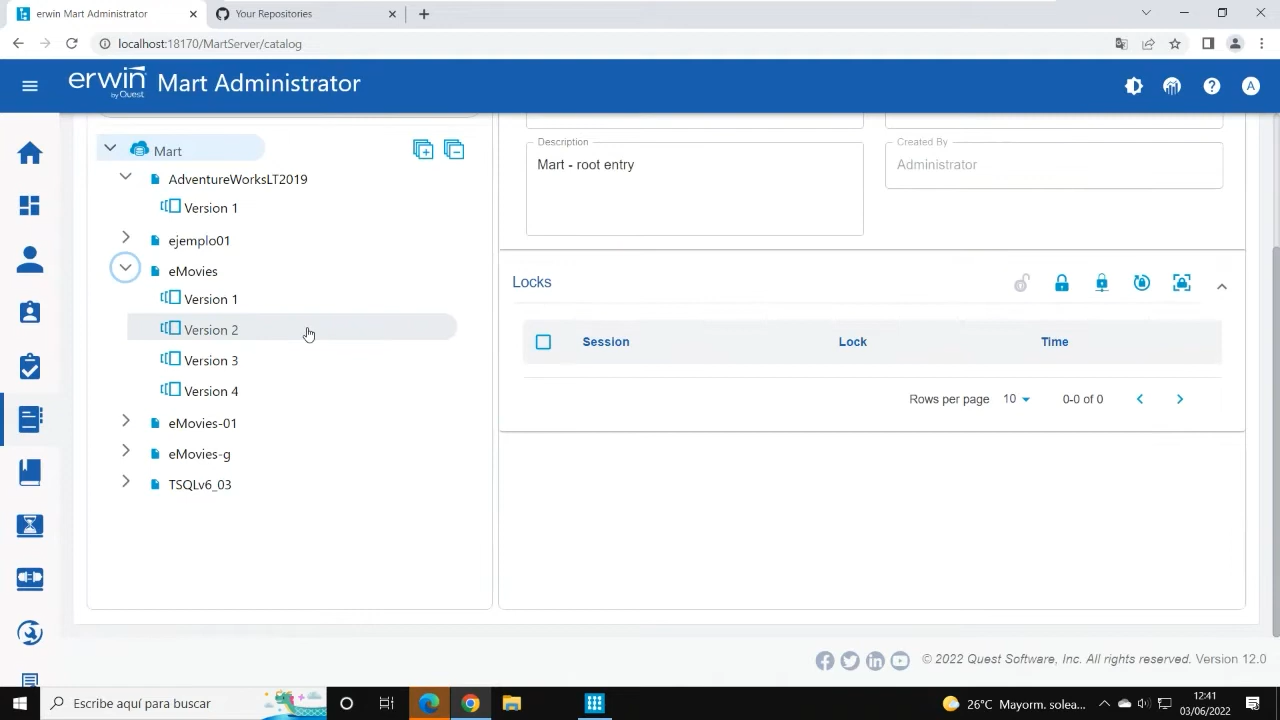 erwin Mart Administrator
Your Repositories
localhost:18170/MartServer/catalog
erwin by Quest Mart Administrator
A
Mart
AdventureWorksLT2019
Version 1
ejemplo01
eMovies
Version 1
Version 2
Version 3
Version 4
eMovies-01
eMovies-g
TSQLv6_03
Description
Mart - root entry
Created By
Administrator
Locks
Session Lock Time
Rows per page 10 0-0 of 0
© 2022 Quest Software, Inc. All rights reserved. Version 12.0
Escribe aquí para buscar
26°C Mayorm. solea...
12:41
03/06/2022